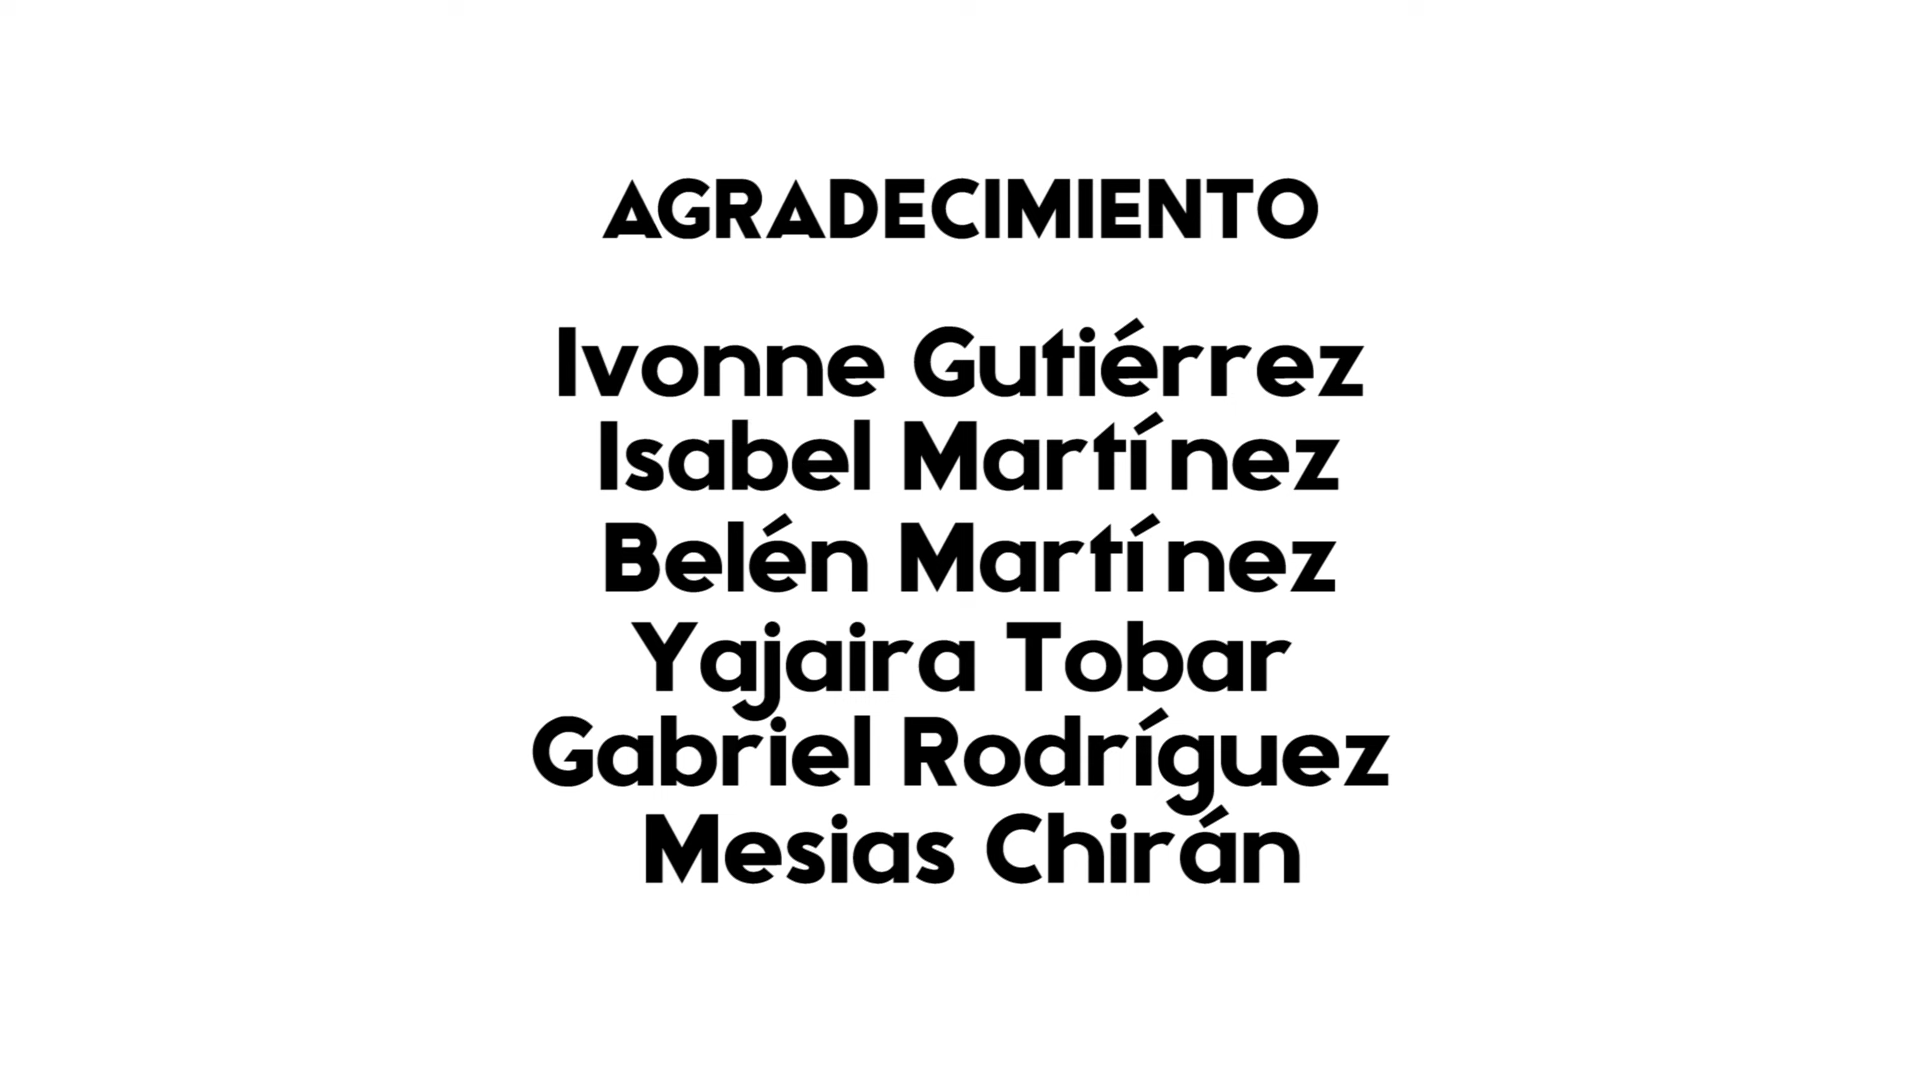 AGRADECIMIENTO
Ivonne Gutiérrez
Isabel Martínez
Belén Martínez
Yajaira Tobar
Gabriel Rodríguez
Mesias Chirán